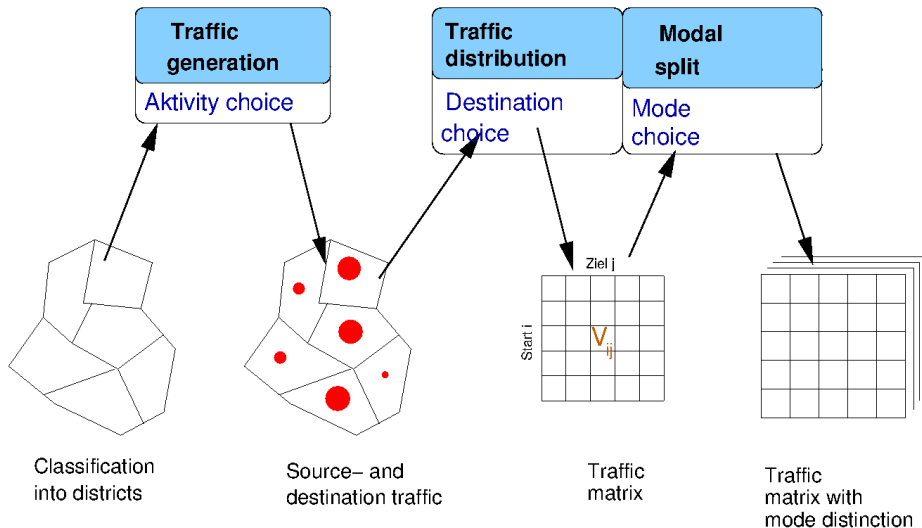 Traffic
generation
Aktivity choice
Traffic
distribution
Destination
choice
Modal
split
Mode
choice
Ziel j
Start i
V_ij
Classification
into districts
Source– and
destination traffic
Traffic
matrix
Traffic
matrix with
mode distinction